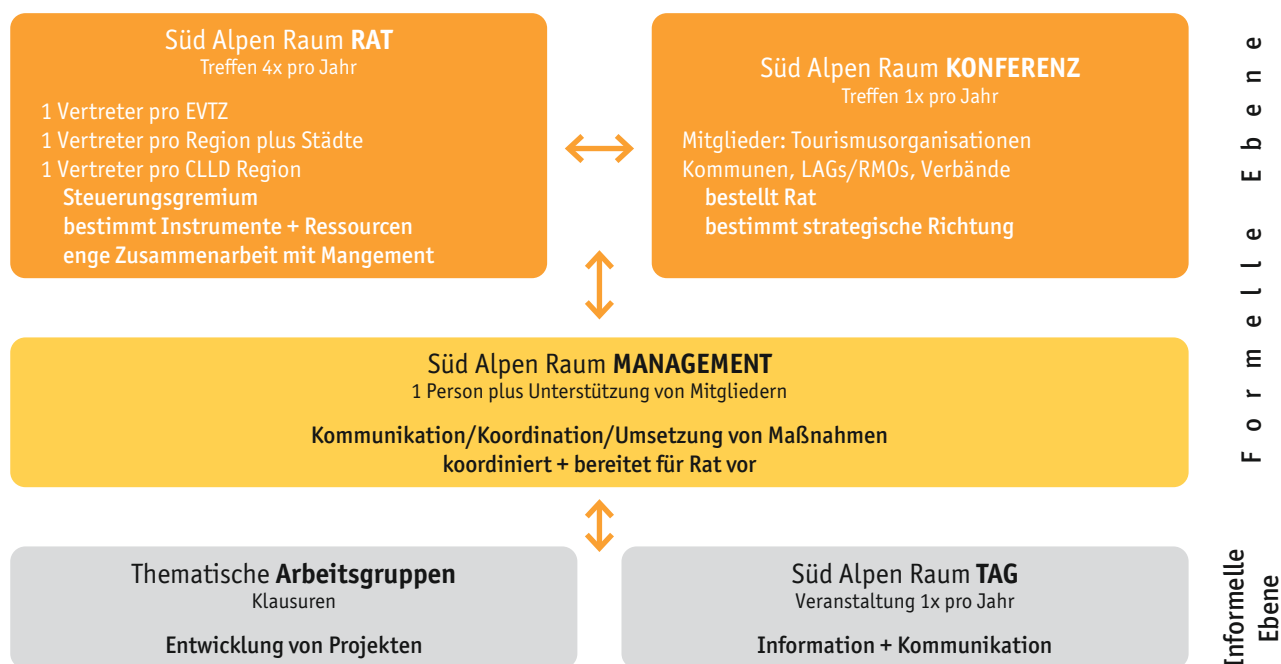 Süd Alpen Raum RAT
Treffen 4x pro Jahr
1 Vertreter pro EVTZ
1 Vertreter pro Region plus Städte
1 Vertreter pro CLLD Region
Steuerungsgremium
bestimmt Instrumente + Ressourcen
enge Zusammenarbeit mit Mangement
Süd Alpen Raum KONFERENZ
Treffen 1x pro Jahr
Mitglieder: Tourismusorganisationen
Kommunen, LAGs/RMOs, Verbände
bestellt Rat
bestimmt strategische Richtung
Formelle Ebene
Süd Alpen Raum MANAGEMENT
1 Person plus Unterstützung von Mitgliedern
Kommunikation/Koordination/Umsetzung von Maßnahmen
koordiniert + bereitet für Rat vor
Thematische Arbeitsgruppen
Klausuren
Entwicklung von Projekten
Süd Alpen Raum TAG
Veranstaltung 1x pro Jahr
Information + Kommunikation
Informelle
Ebene